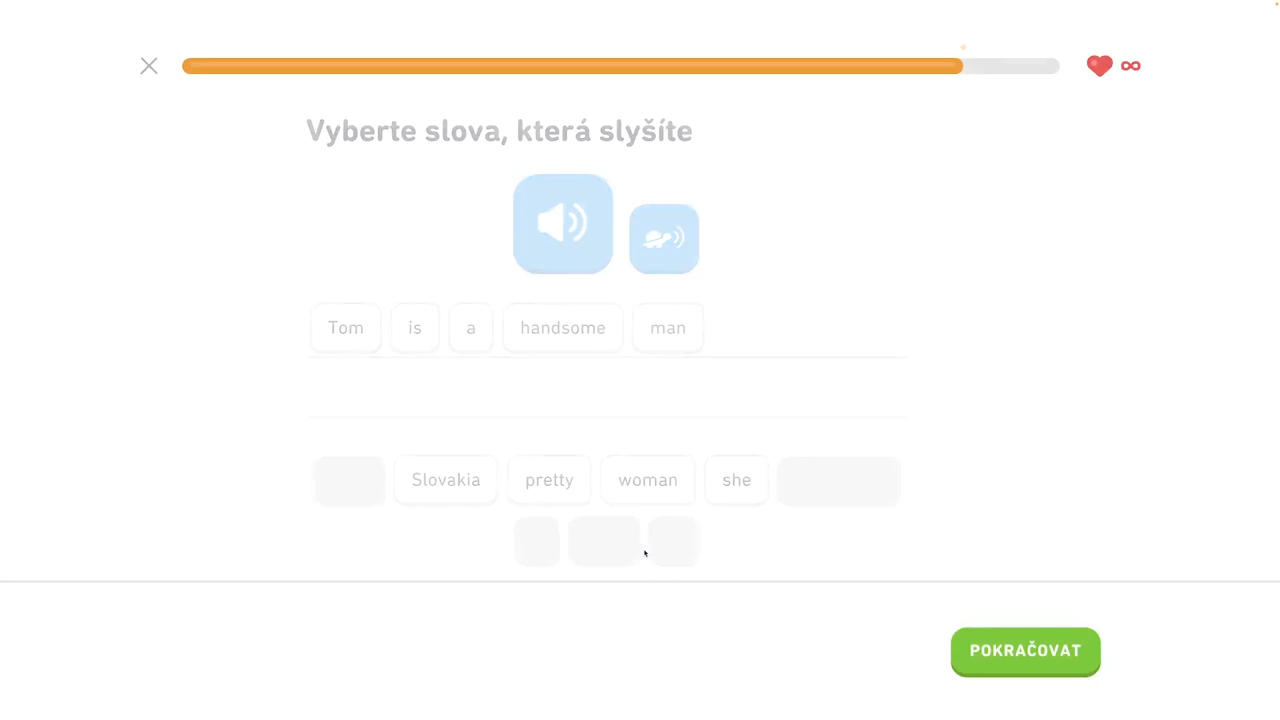 Vyberte slova, která slyšíte
Tom is a handsome man
Slovakia pretty woman she
POKRAČOVAT